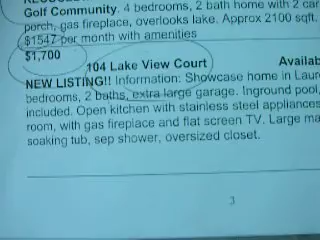 Golf Community. 4 bedrooms, 2 bath home with 2 car
porch, gas fireplace, overlooks lake. Approx 2100 sqft.
$1547 per month with amenities
$1,700
104 Lake View Court Availab
NEW LISTING!! Information: Showcase home in Laure
bedrooms, 2 baths, extra large garage. Inground pool,
included. Open kitchen with stainless steel appliances
room, with gas fireplace and flat screen TV. Large ma
soaking tub, sep shower, oversized closet.
3